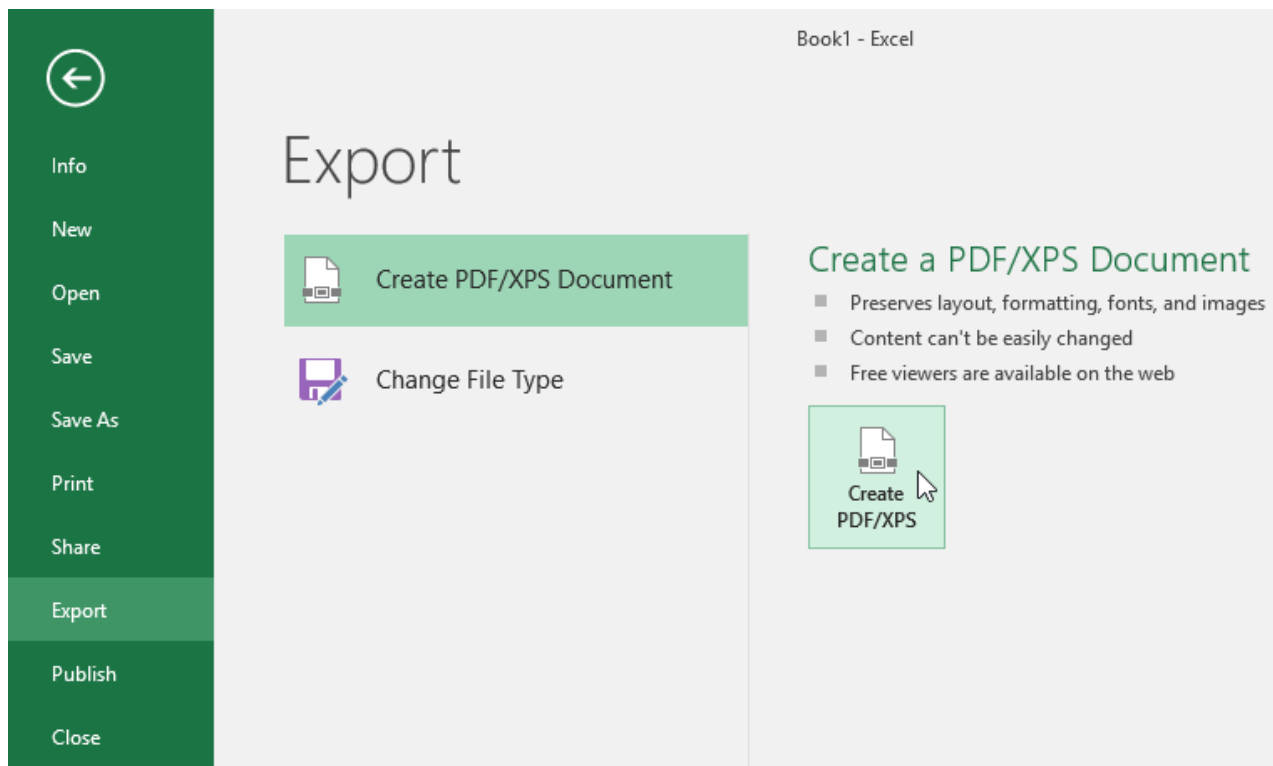 Book1 - Excel
Info
New
Open
Save
Save As
Print
Share
Export
Publish
Close
Export
Create PDF/XPS Document
Change File Type
Create a PDF/XPS Document
Preserves layout, formatting, fonts, and images
Content can't be easily changed
Free viewers are available on the web
Create
PDF/XPS